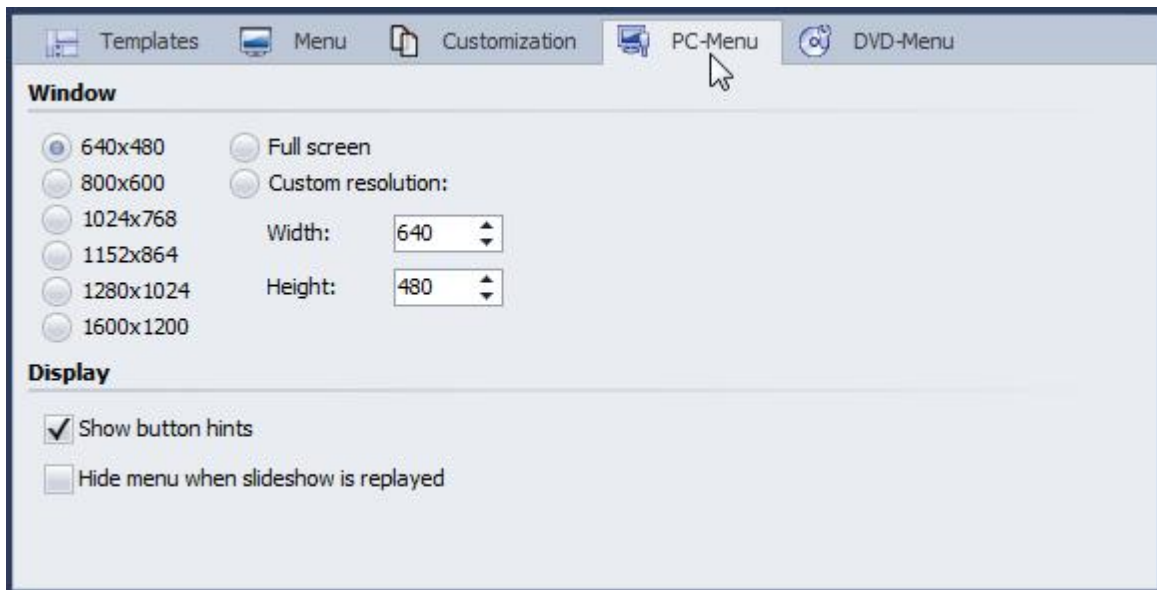 Templates Menu Customization PC-Menu DVD-Menu
Window
640x480 Full screen
800x600 Custom resolution:
1024x768
Width: 640
1152x864
1280x1024 Height: 480
1600x1200
Display
Show button hints
Hide menu when slideshow is replayed